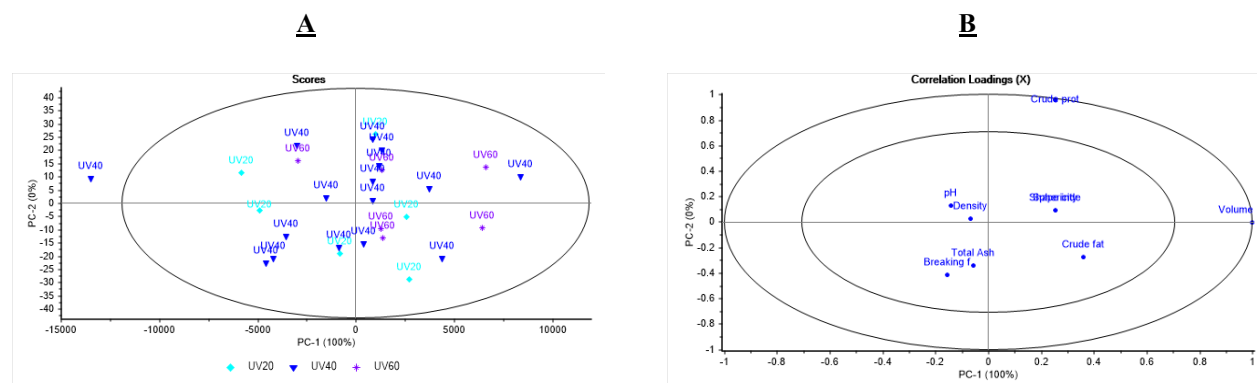 A
B
Scores
Correlation Loadings (X)
PC-2 (0%)
40
35
30
25
20
15
10
5
0
-5
-10
-15
-20
-25
-30
-35
-40
UV20
UV40
UV40
UV40
UV40
UV60
UV40
UV60
UV60
UV40
UV40
UV20
UV40
UV40
UV40
UV40
UV20
UV20
UV40
UV60
UV60
UV60
UV40
UV40
UV20
UV40
UV40
UV40
UV20
-15000
-10000
-5000
0
5000
10000
PC-1 (100%)
UV20 UV40 UV60
PC-2 (0%)
1
0.8
0.6
0.4
0.2
0
-0.2
-0.4
-0.6
-0.8
-1
Crude prot
pH
Density
Volume
Crude fat
Total Ash
Breaking f
-1
-0.8
-0.6
-0.4
-0.2
0
0.2
0.4
0.6
0.8
1
PC-1 (100%)